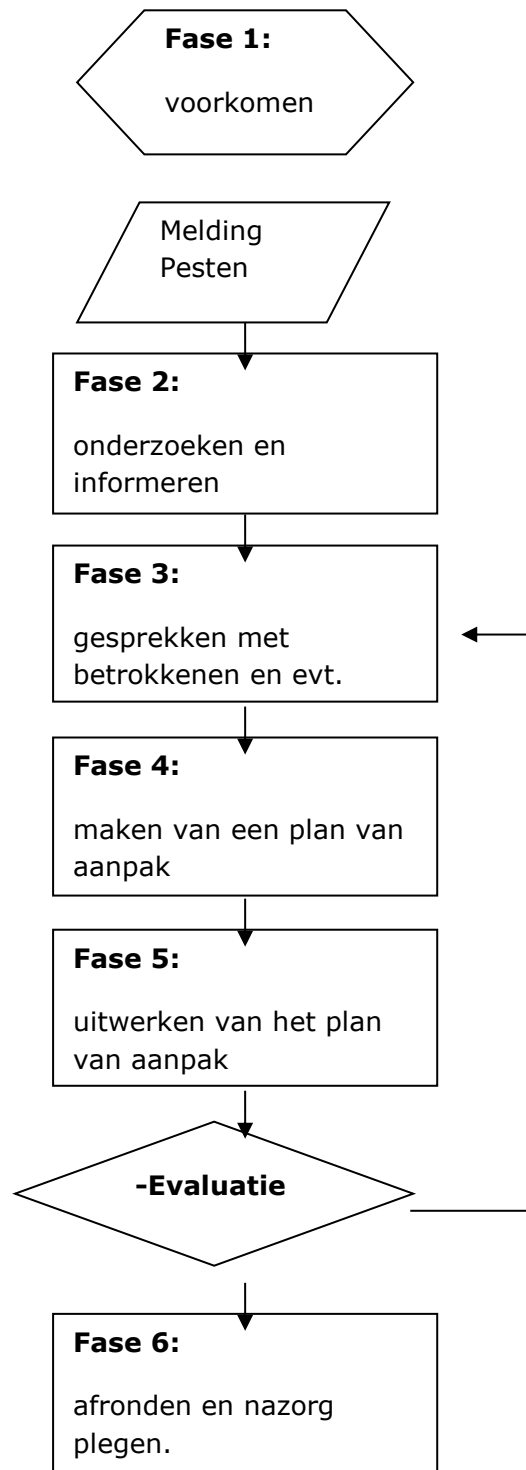 Fase 1:
voorkomen
Melding
Pesten
Fase 2:
onderzoeken en
informeren
Fase 3:
gesprekken met
betrokkenen en evt.
Fase 4:
maken van een plan van
aanpak
Fase 5:
uitwerken van het plan
van aanpak
-Evaluatie
Fase 6:
afronden en nazorg
plegen.